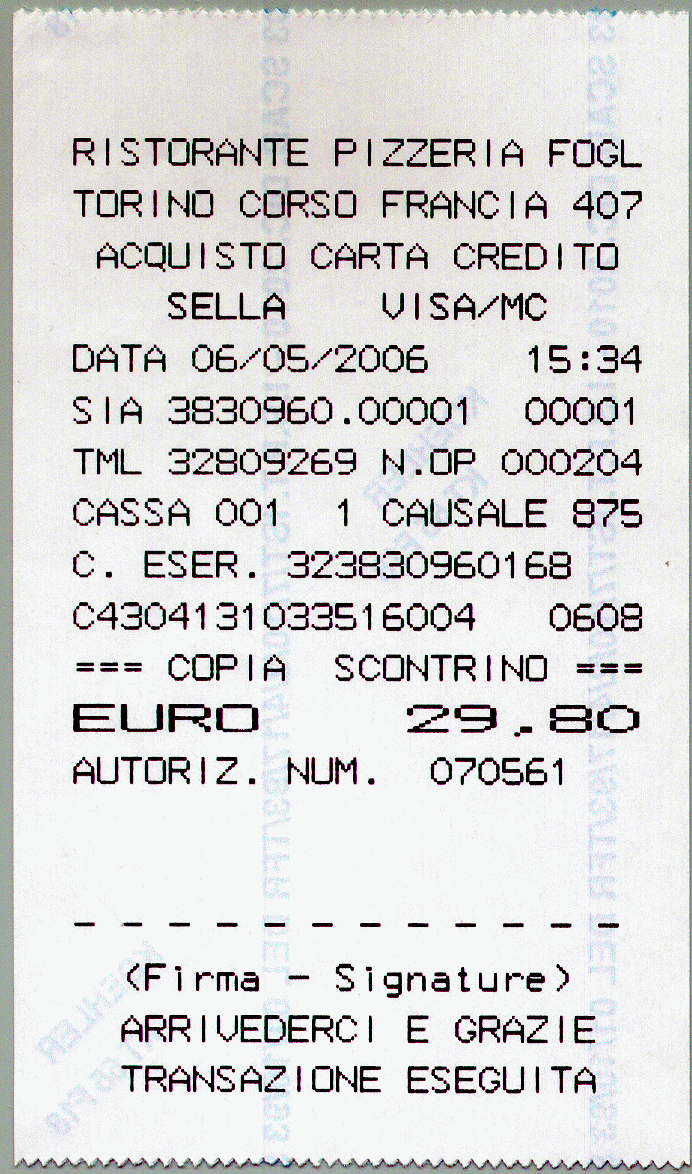 RISTORANTE PIZZERIA FOGL
TORINO CORSO FRANCIA 407
ACQUISTO CARTA CREDITO
SELLA VISA/MC
DATA 06/05/2006 15:34
SIA 3830960.00001 00001
TML 32809269 N.OP 000204
CASSA 001 1 CAUSALE 875
C. ESER. 323830960168
C4304131033516004 0608
=== COPIA SCONTRINO ===
EURO 29.80
AUTORIZ. NUM. 070561
- - - - - - - - - - - -
(Firma - Signature)
ARRIVEDERCI E GRAZIE
TRANSAZIONE ESEGUITA